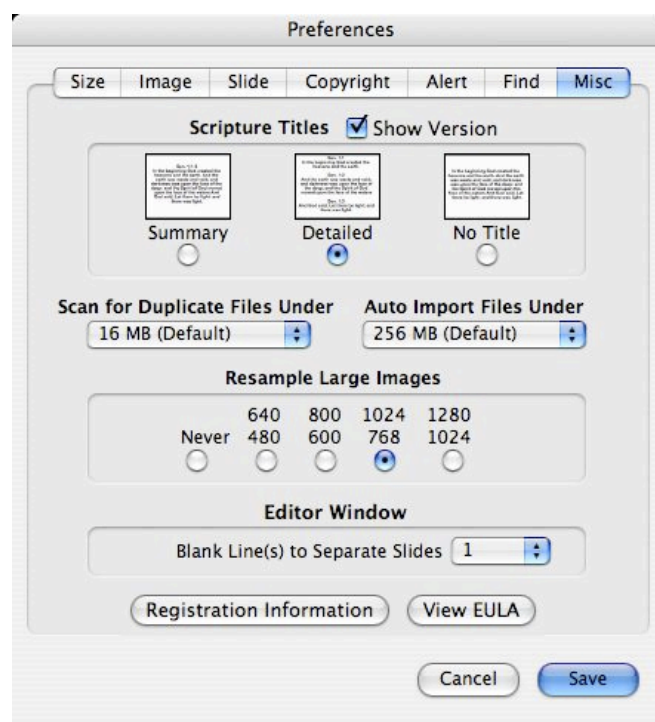 Preferences
Size Image Slide Copyright Alert Find Misc
Scripture Titles Show Version
Summary Detailed No Title
Scan for Duplicate Files Under Auto Import Files Under
16 MB (Default) 256 MB (Default)
Resample Large Images
640 800 1024 1280
Never 480 600 768 1024
Editor Window
Blank Line(s) to Separate Slides 1
Registration Information View EULA
Cancel Save